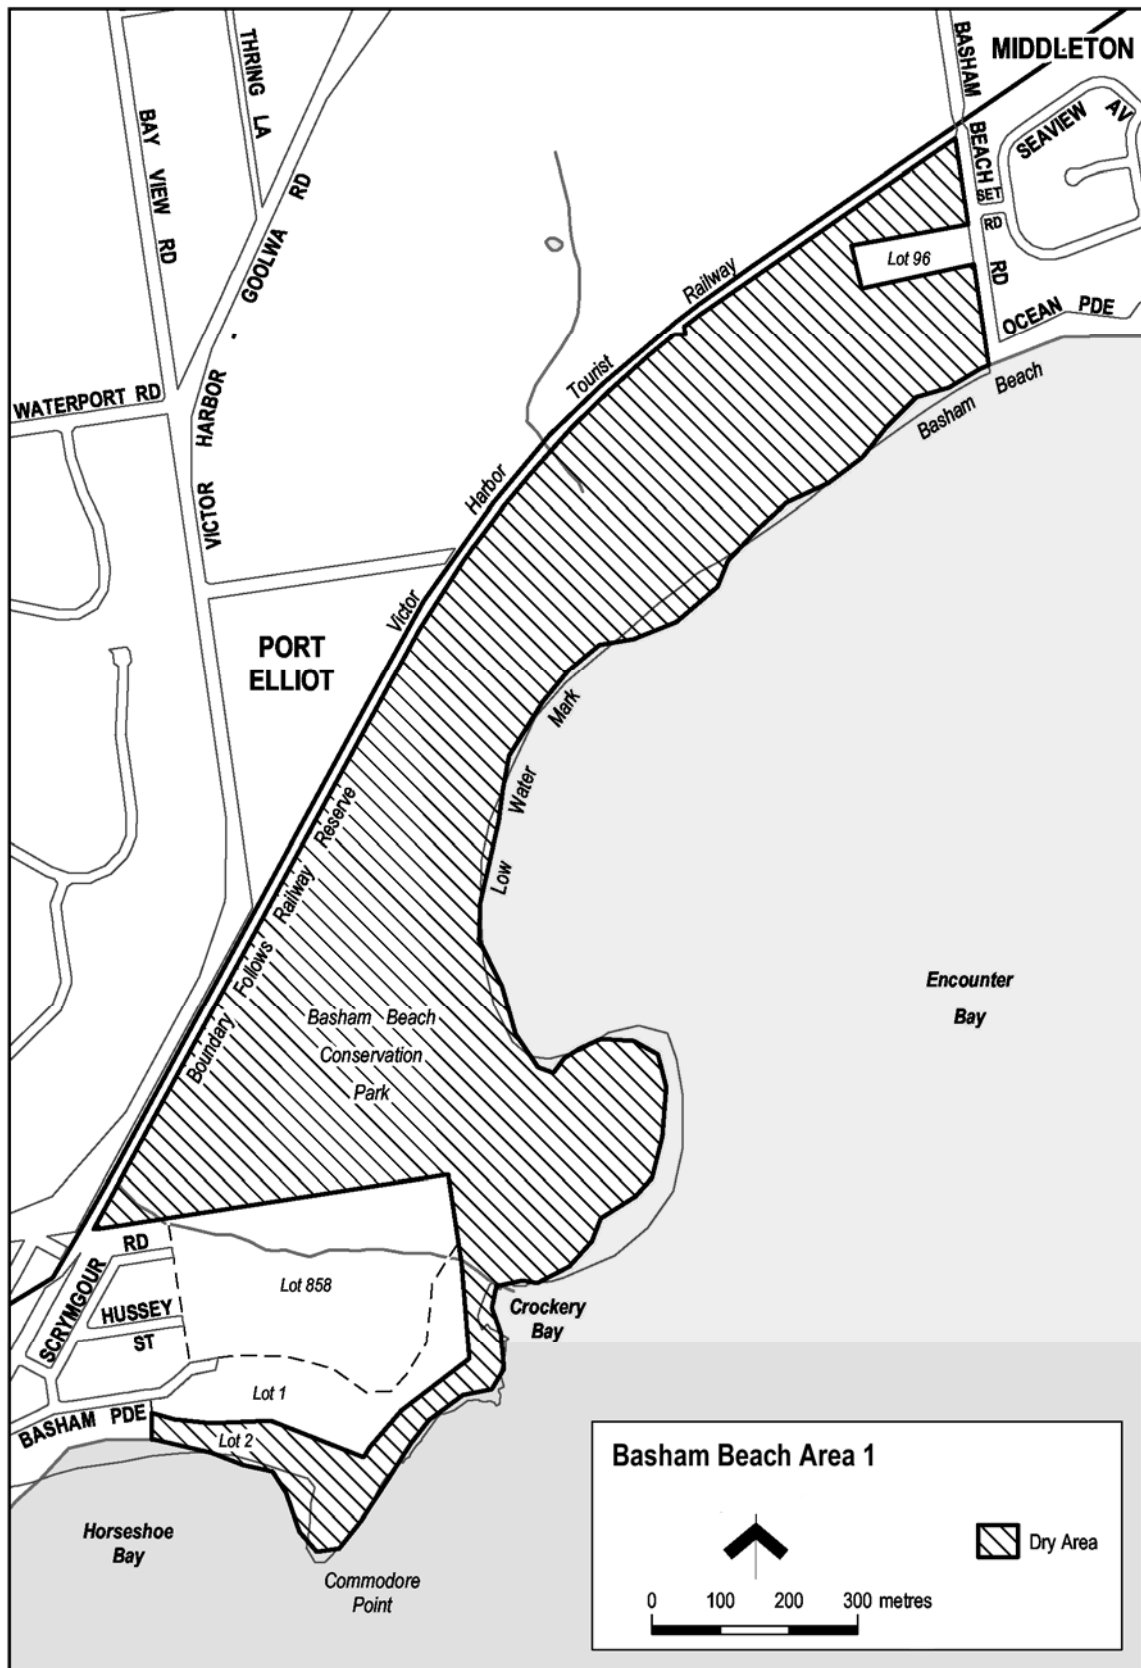 MIDDLETON
BASHAM BEACH RD
THRING LA
BAY VIEW RD
SEAVIEW AV
SET
RD
GOOLWA RD
Lot 96
OCEAN PDE
Basham Beach
WATERPORT RD
VICTOR HARBOR
Victor Harbor Tourist Railway
PORT
ELLIOT
Low Water Mark
Boundary Follows Railway Reserve
Encounter
Bay
Basham Beach
Conservation
Park
SCRYMGOUR RD
Lot 858
HUSSEY
ST
Crockery
Bay
Lot 1
BASHAM PDE
Lot 2
Horseshoe
Bay
Commodore
Point
Basham Beach Area 1
Dry Area
0 100 200 300 metres